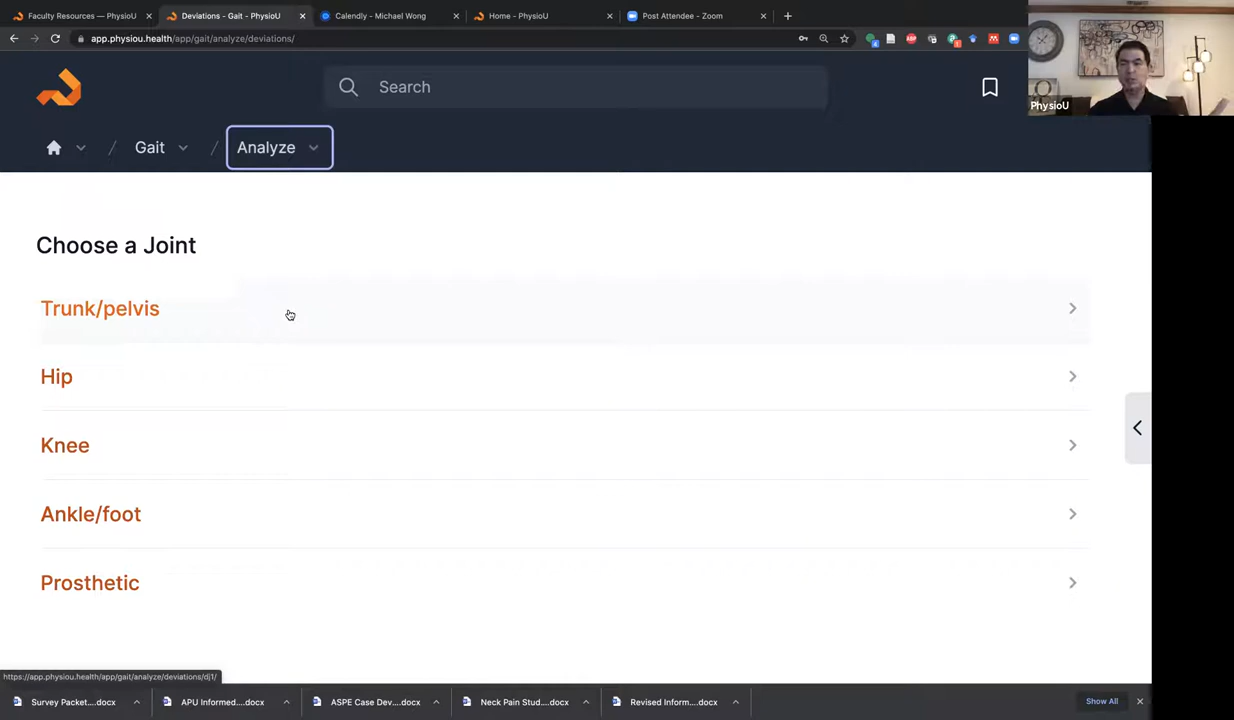 Faculty Resources — PhysioU
Deviations - Gait - PhysioU
Calendly - Michael Wong
Home - PhysioU
Post Attendee - Zoom
app.physiou.health/app/gait/analyze/deviations/
Search
PhysioU
/ Gait / Analyze
Choose a Joint
Trunk/pelvis
Hip
Knee
Ankle/foot
Prosthetic
https://app.physiou.health/app/gait/analyze/deviations/dj1/
Survey Packet....docx
APU Informed....docx
ASPE Case Dev....docx
Neck Pain Stud....docx
Revised Inform....docx
Show All